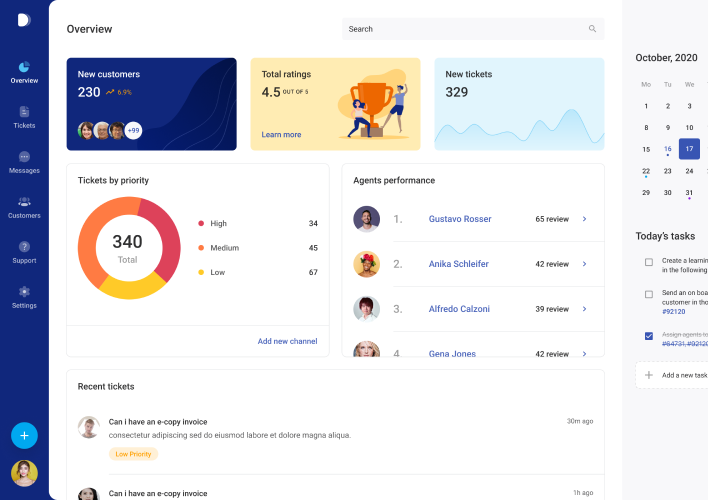 Overview
Tickets
Messages
Customers
Support
Settings
Overview
Search
New customers
230
6.9%
+99
Total ratings
4.5 OUT OF 5
Learn more
New tickets
329
Tickets by priority
340
Total
High 34
Medium 45
Low 67
Add new channel
Agents performance
1. Gustavo Rosser 65 review
2. Anika Schleifer 42 review
3. Alfredo Calzoni 39 review
4. Gena Jones 42 review
Recent tickets
Can i have an e-copy invoice 30m ago
consectetur adipiscing sed do eiusmod labore et dolore magna aliqua.
Low Priority
Can i have an e-copy invoice 1h ago
October, 2020
Mo Tu We
1 2 3
8 9 10
15 16 17
22 23 24
29 30 31
Today's tasks
Create a learnin
in the following
Send an on boa
customer in tho
#92120
Assign agents to
#64731, #92120
Add a new task